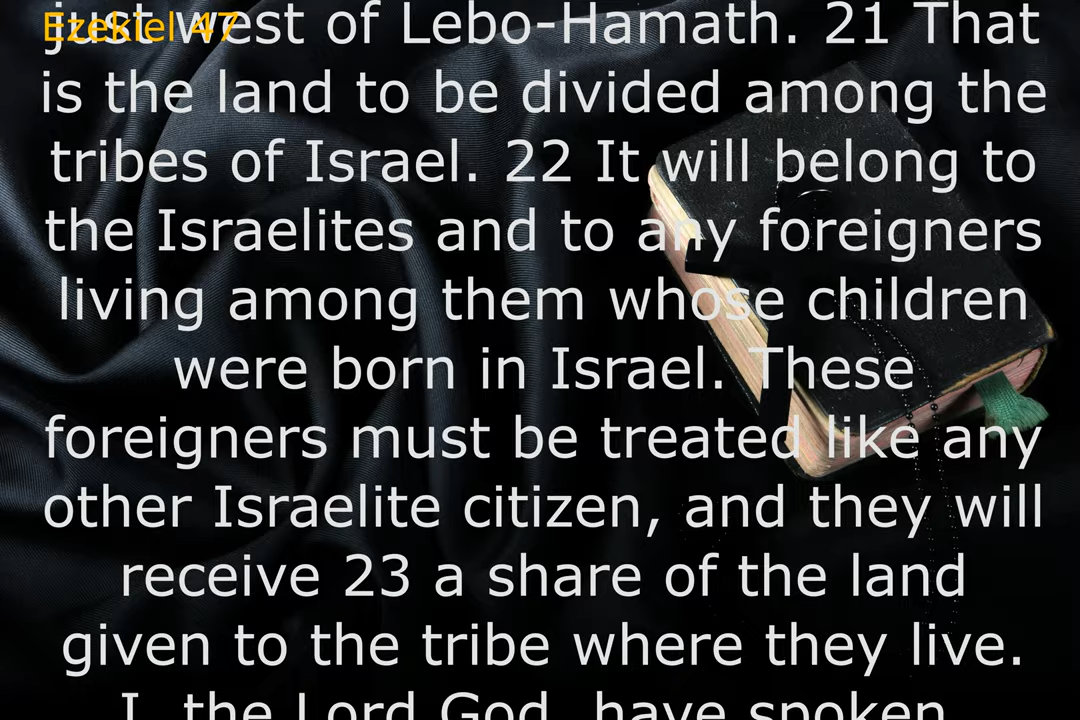 Ezekiel 47
just west of Lebo-Hamath. 21 That
is the land to be divided among the
tribes of Israel. 22 It will belong to
the Israelites and to any foreigners
living among them whose children
were born in Israel. These
foreigners must be treated like any
other Israelite citizen, and they will
receive 23 a share of the land
given to the tribe where they live.
I, the Lord God, have spoken.